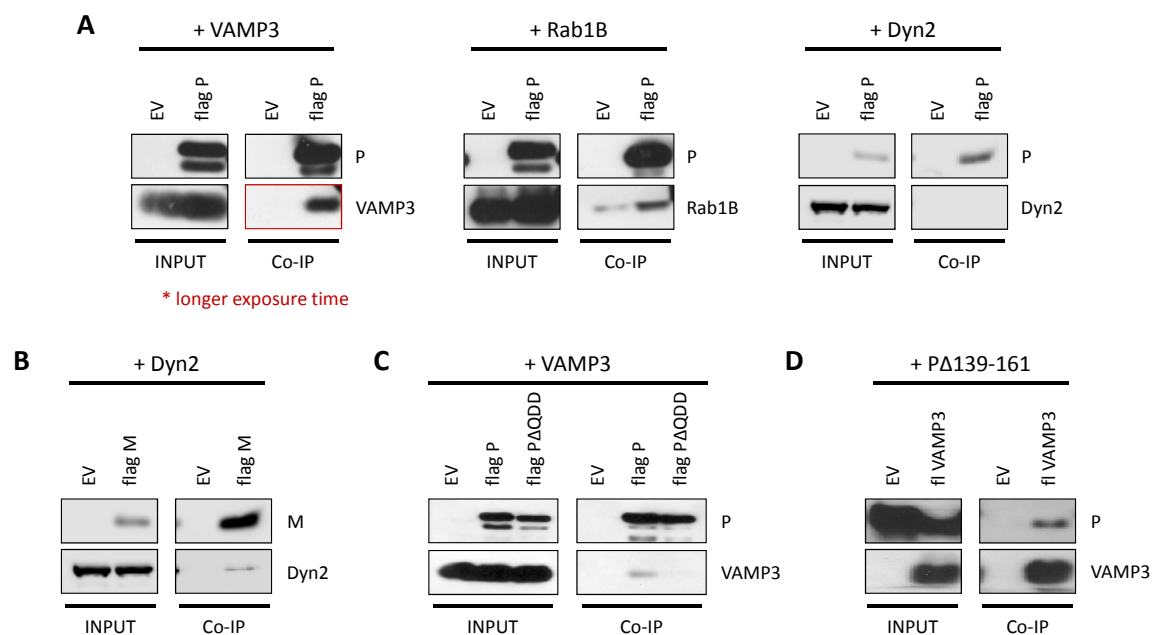 A
+ VAMP3
+ Rab1B
+ Dyn2
EV
flag P
EV
flag P
EV
flag P
EV
flag P
EV
flag P
EV
flag P
P
P
P
VAMP3
Rab1B
Dyn2
INPUT
Co-IP
INPUT
Co-IP
INPUT
Co-IP
* longer exposure time
B
+ Dyn2
C
+ VAMP3
D
+ PΔ139-161
EV
flag M
EV
flag M
EV
flag P
flag PΔQDD
EV
flag P
flag PΔQDD
EV
fl VAMP3
EV
fl VAMP3
M
P
P
Dyn2
VAMP3
VAMP3
INPUT
Co-IP
INPUT
Co-IP
INPUT
Co-IP